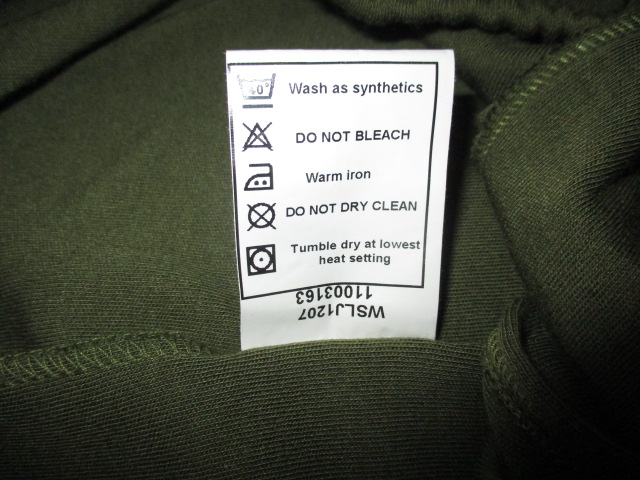 40°
Wash as synthetics
DO NOT BLEACH
Warm iron
DO NOT DRY CLEAN
Tumble dry at lowest
heat setting
WSLJ1207
11003163